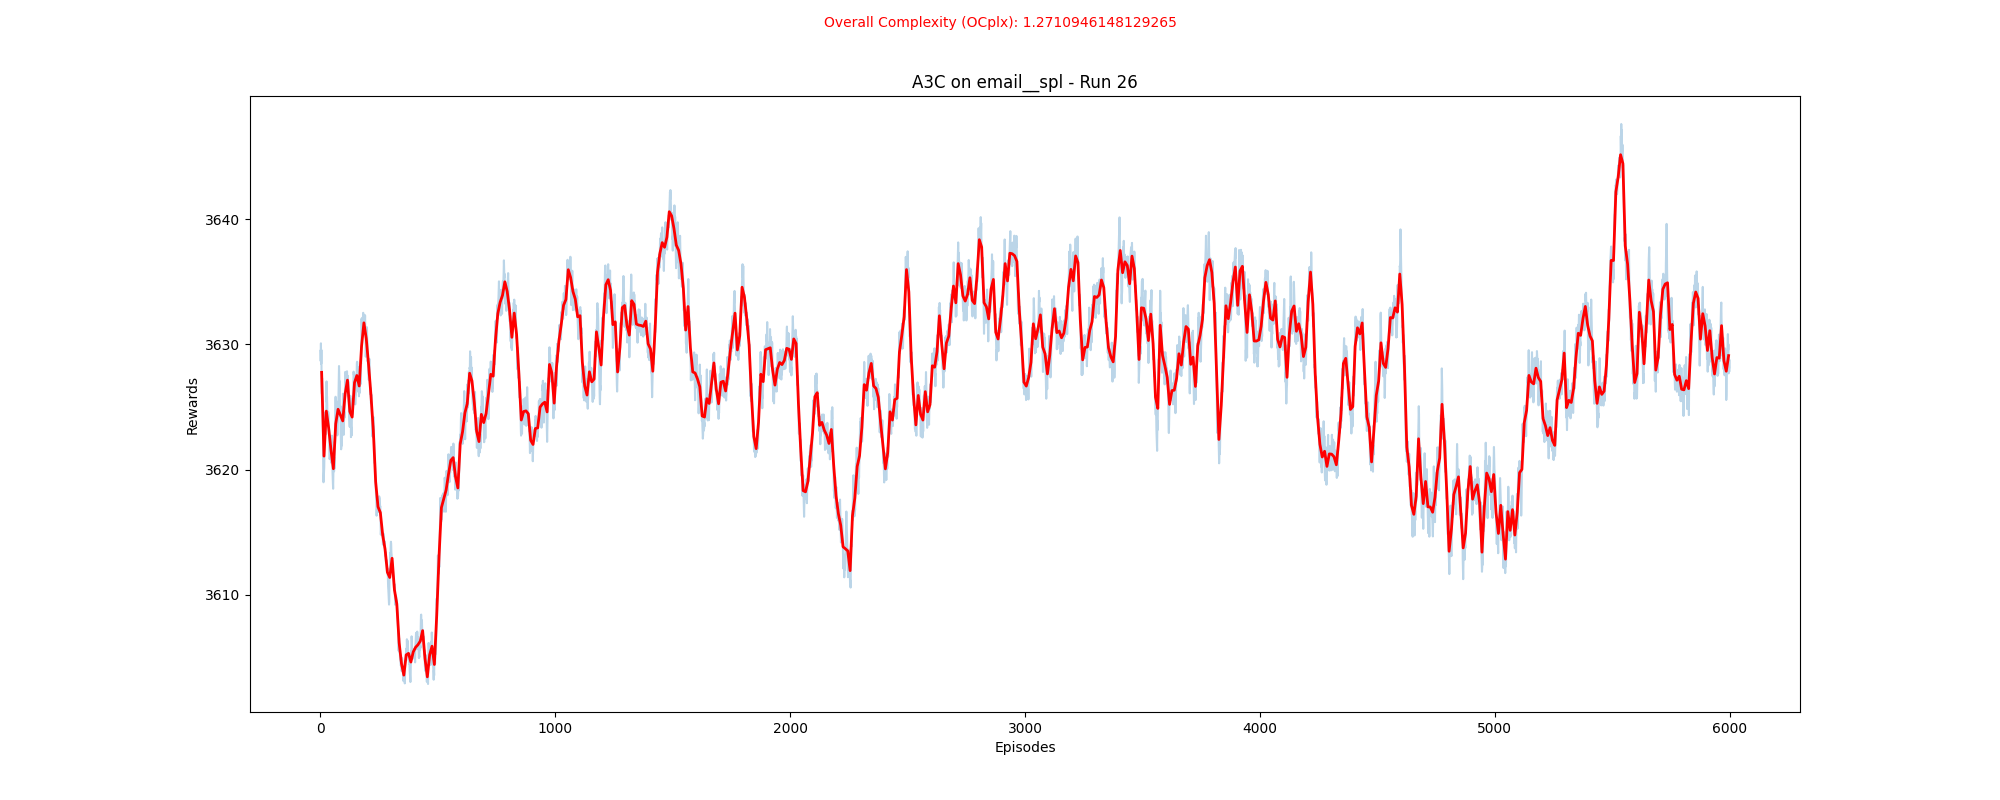 Overall Complexity (OCplx): 1.2710946148129265
A3C on email__spl - Run 26
Rewards
3640
3630
3620
3610
0 1000 2000 3000 4000 5000 6000
Episodes